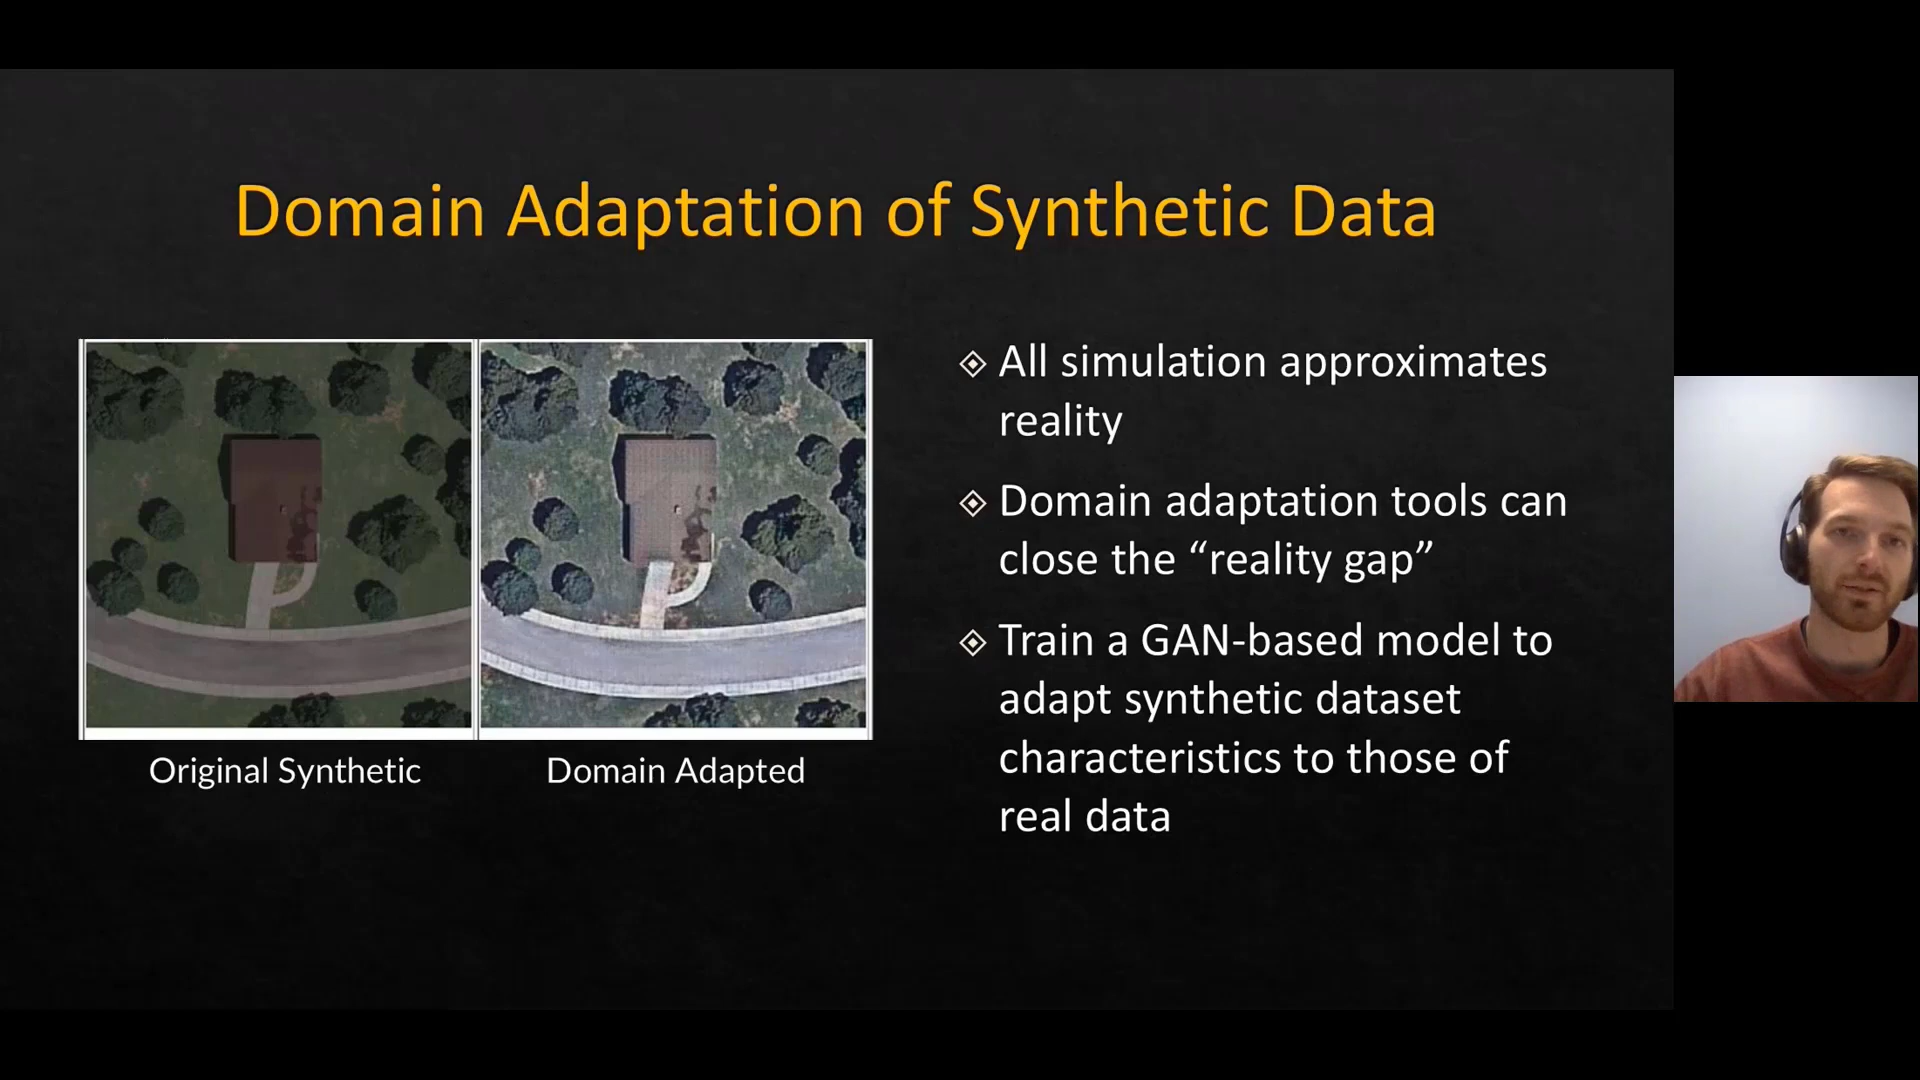 Domain Adaptation of Synthetic Data
Original Synthetic
Domain Adapted
All simulation approximates
reality
Domain adaptation tools can
close the “reality gap”
Train a GAN-based model to
adapt synthetic dataset
characteristics to those of
real data